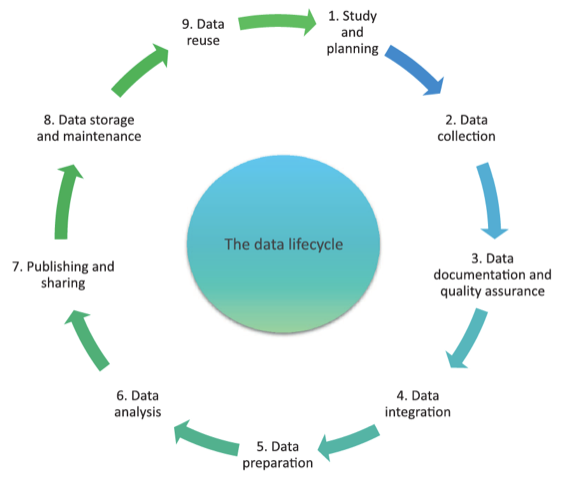 1. Study
and
planning
2. Data
collection
3. Data
documentation and
quality assurance
4. Data
integration
5. Data
preparation
6. Data
analysis
7. Publishing and
sharing
8. Data storage
and maintenance
9. Data
reuse
The data lifecycle